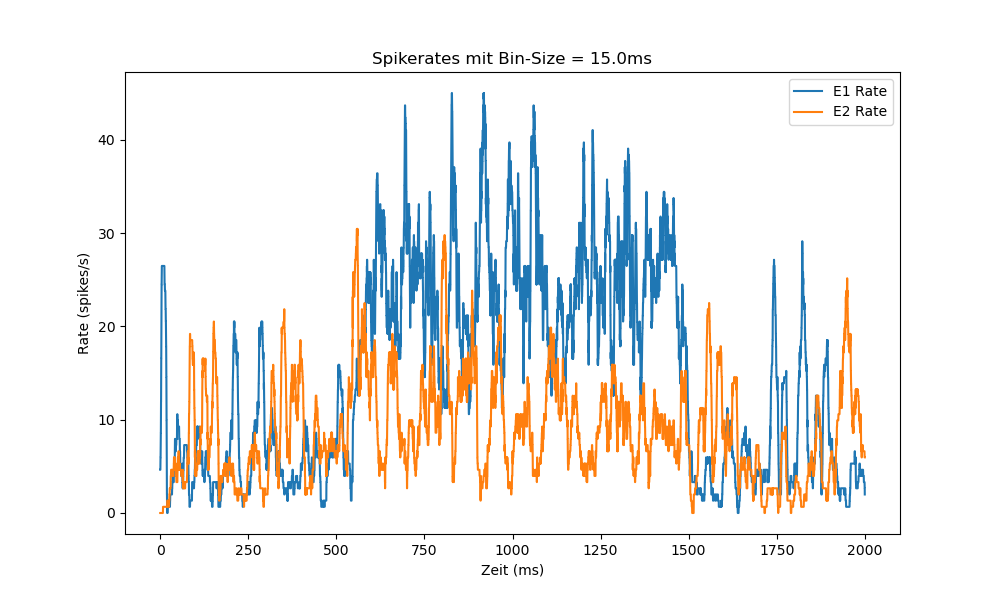 Spikerates mit Bin-Size = 15.0ms
E1 Rate
E2 Rate
40
30
20
10
0
Rate (spikes/s)
0 250 500 750 1000 1250 1500 1750 2000
Zeit (ms)